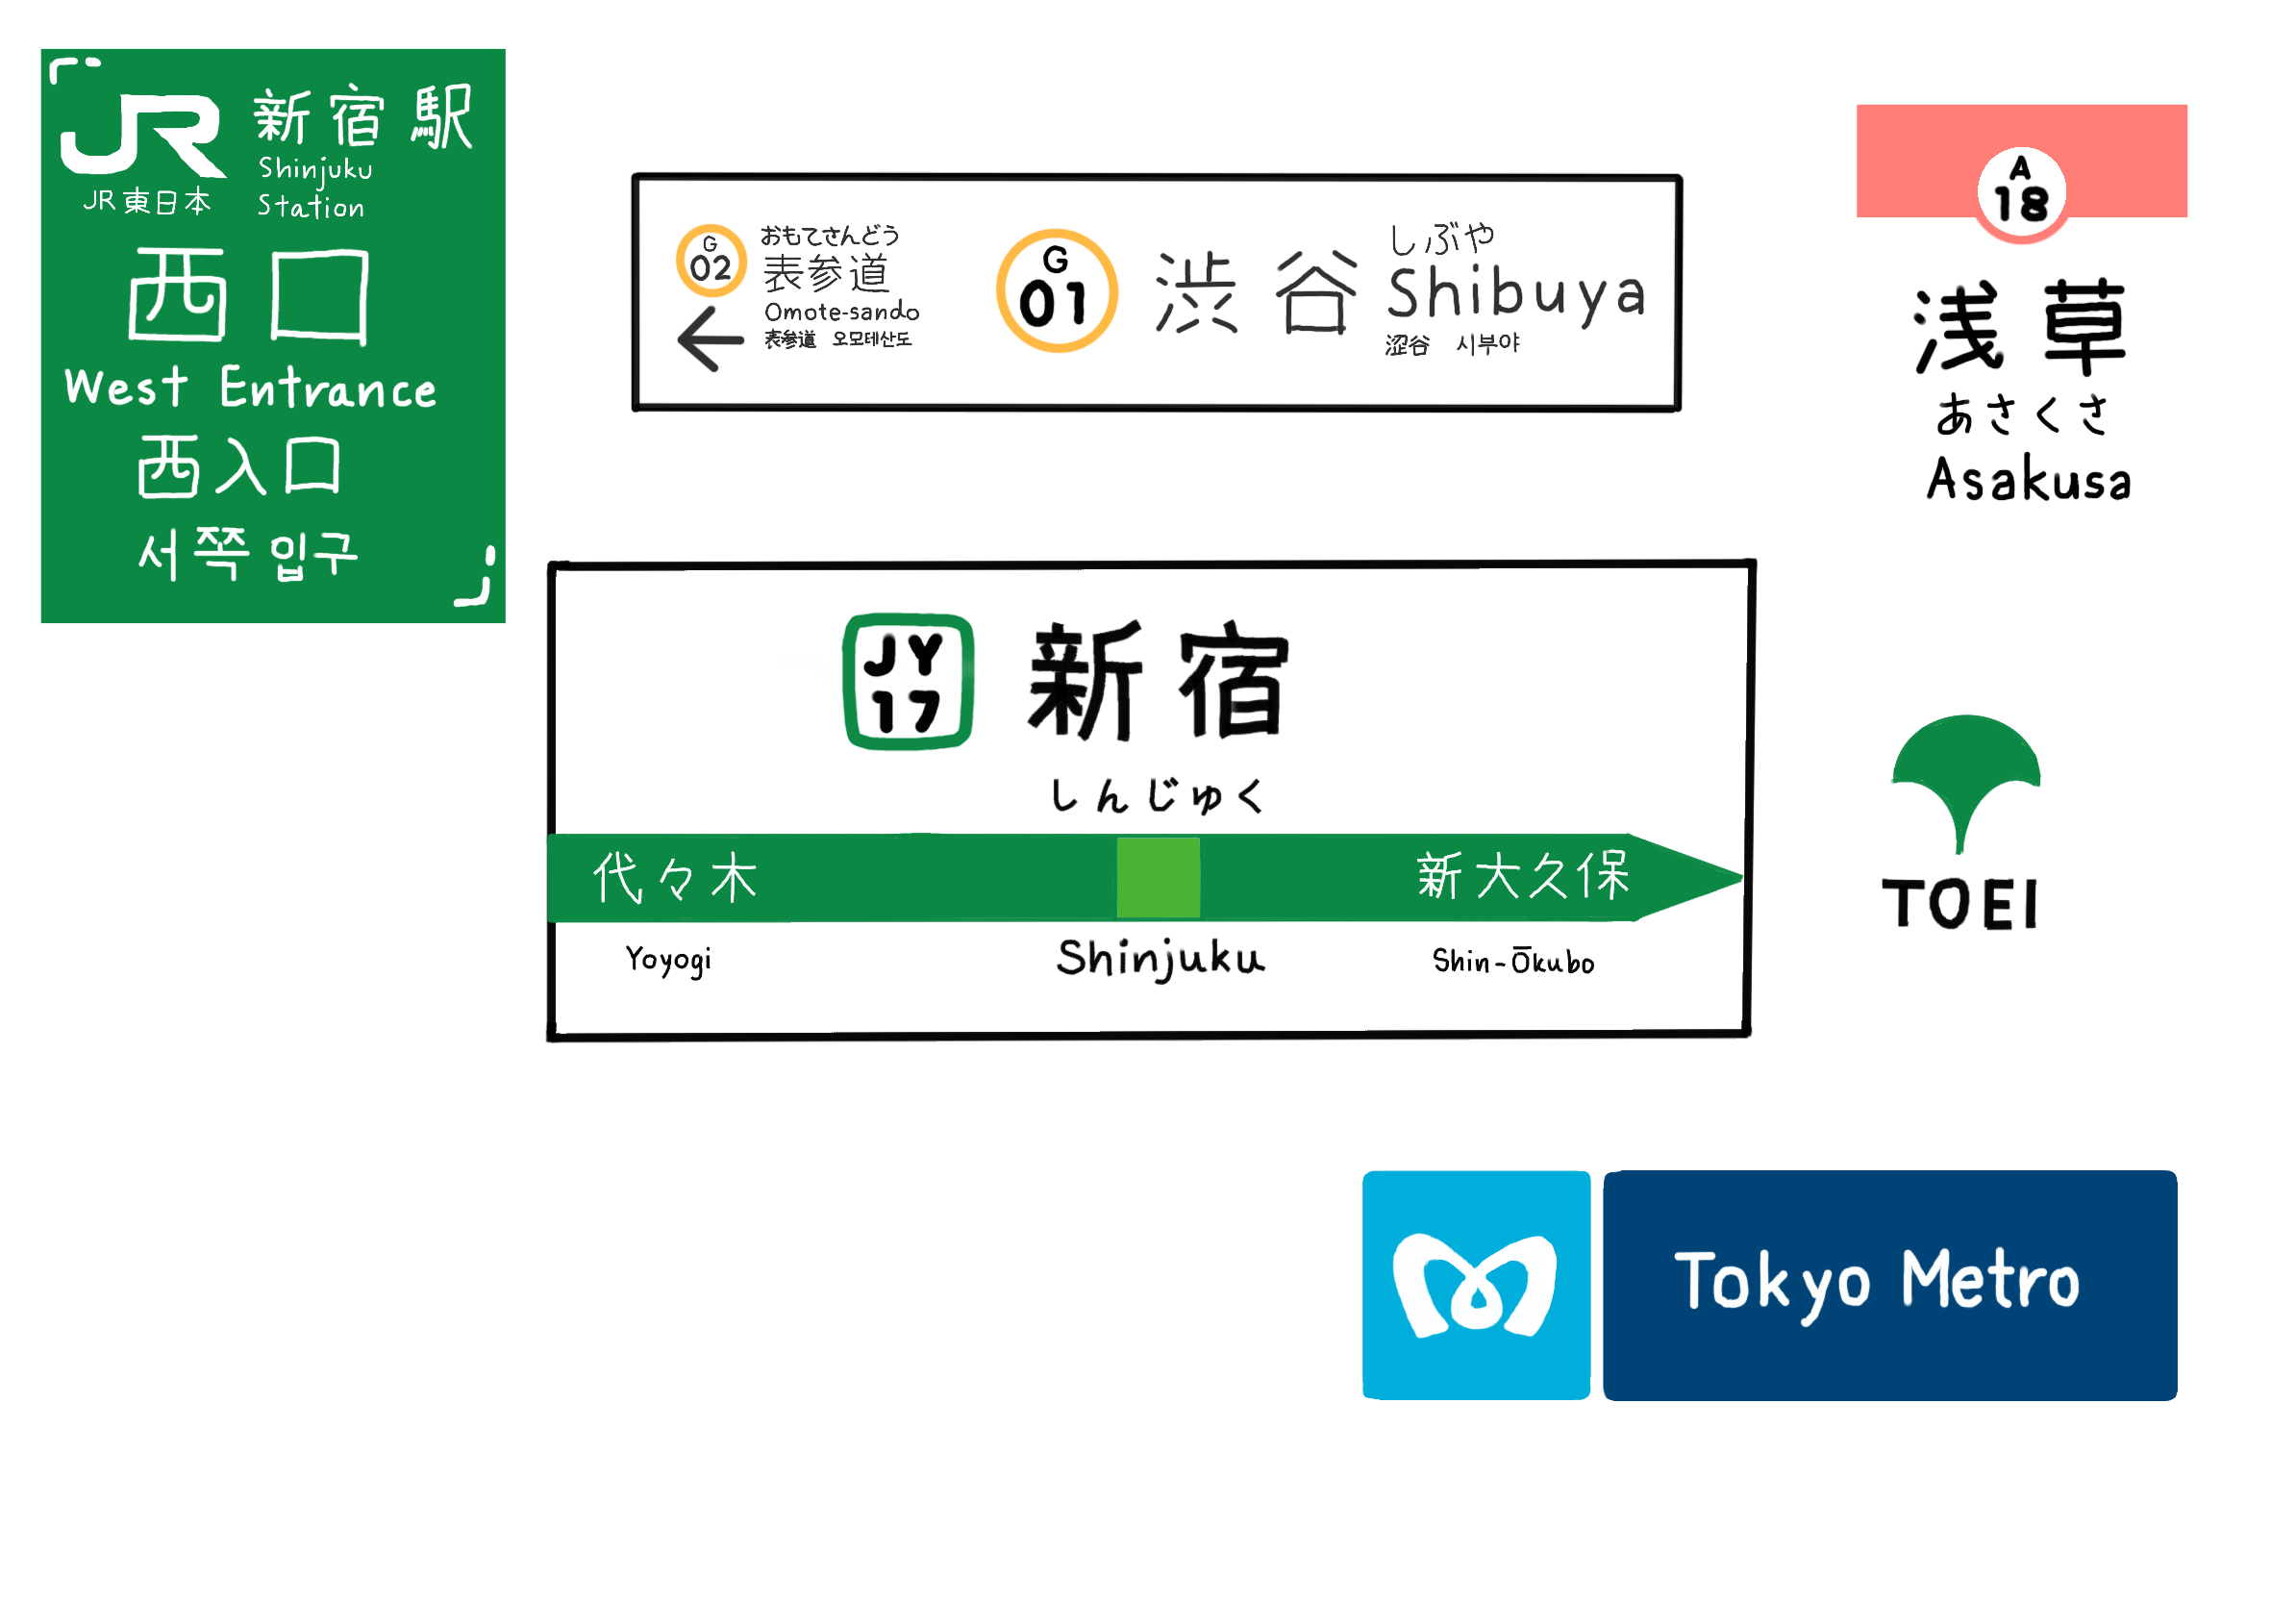 JR
新宿駅
Shinjuku
Station
JR東日本
西口
West Entrance
西入口
서쪽 입구
G
02
おもてさんどう
表参道
Omote-sando
表参道 오모테산도
G
01
渋谷
しぶや
Shibuya
涩谷 시부야
A
18
浅草
あさくさ
Asakusa
JY
17
新宿
しんじゅく
代々木
新大久保
Yoyogi
Shinjuku
Shin-Ōkubo
TOEI
Tokyo Metro